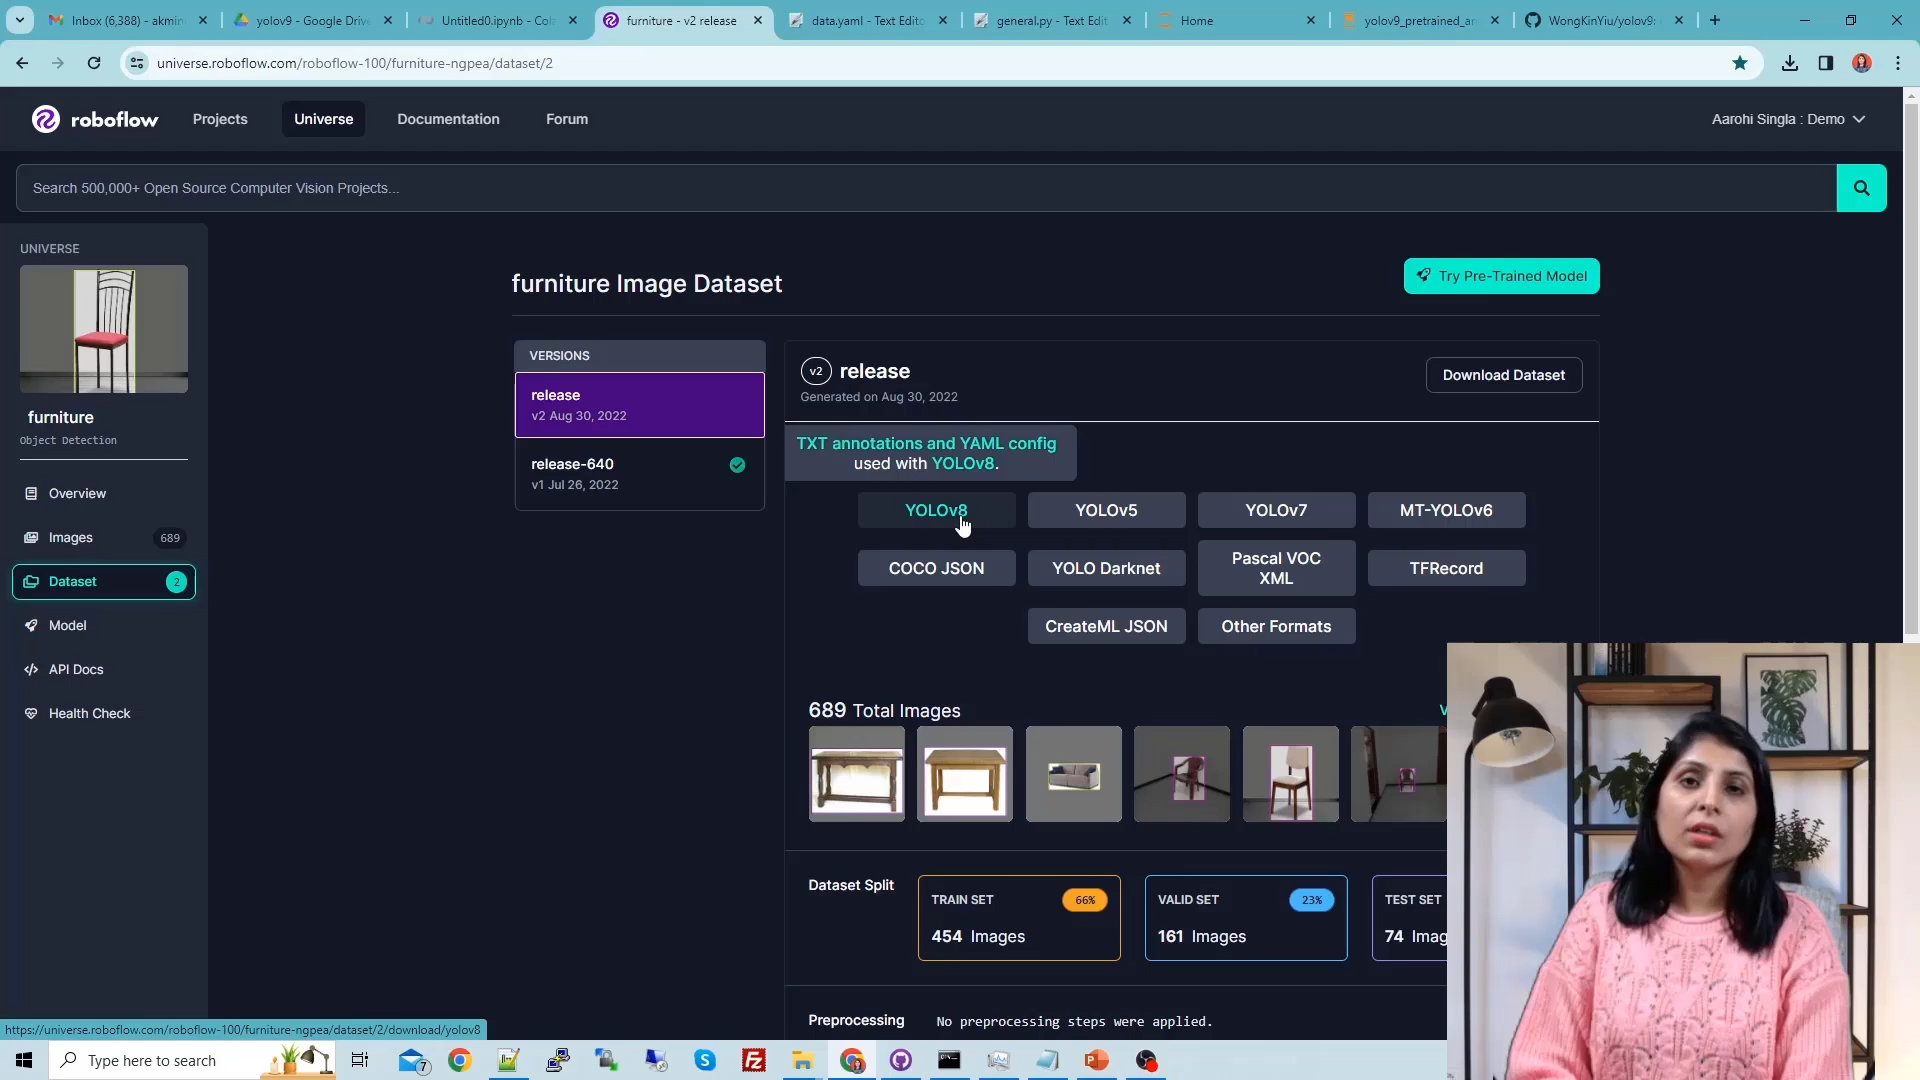 Inbox (6,388) - akmin
yolov9 - Google Drive
Untitled0.ipynb - Col
furniture - v2 release
data.yaml - Text Edito
general.py - Text Edit
Home
yolov9_pretrained_an
WongKinYiu/yolov9:
universe.roboflow.com/roboflow-100/furniture-ngpea/dataset/2
roboflow
Projects
Universe
Documentation
Forum
Aarohi Singla : Demo
Search 500,000+ Open Source Computer Vision Projects...
UNIVERSE
furniture
Object Detection
Overview
Images 689
Dataset 2
Model
API Docs
Health Check
furniture Image Dataset
Try Pre-Trained Model
VERSIONS
release
v2 Aug 30, 2022
release-640
v1 Jul 26, 2022
v2 release
Generated on Aug 30, 2022
Download Dataset
TXT annotations and YAML config
used with YOLOv8.
YOLOv8
YOLOv5
YOLOv7
MT-YOLOv6
COCO JSON
YOLO Darknet
Pascal VOC
XML
TFRecord
CreateML JSON
Other Formats
689 Total Images
Dataset Split
TRAIN SET 66%
454 Images
VALID SET 23%
161 Images
TEST SET
74 Imag
Preprocessing
No preprocessing steps were applied.
https://universe.roboflow.com/roboflow-100/furniture-ngpea/dataset/2/download/yolov8
Type here to search
7